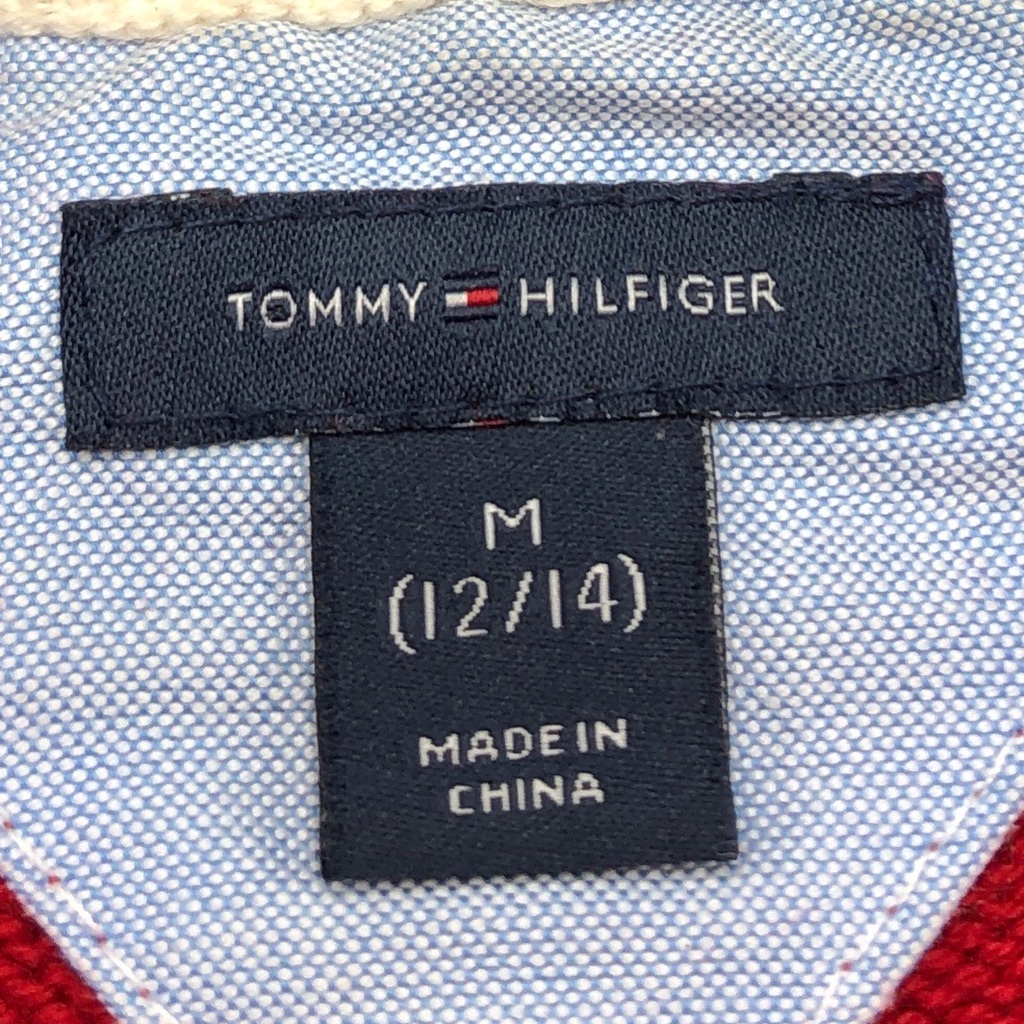 TOMMY HILFIGER
M
(12/14)
MADE IN
CHINA